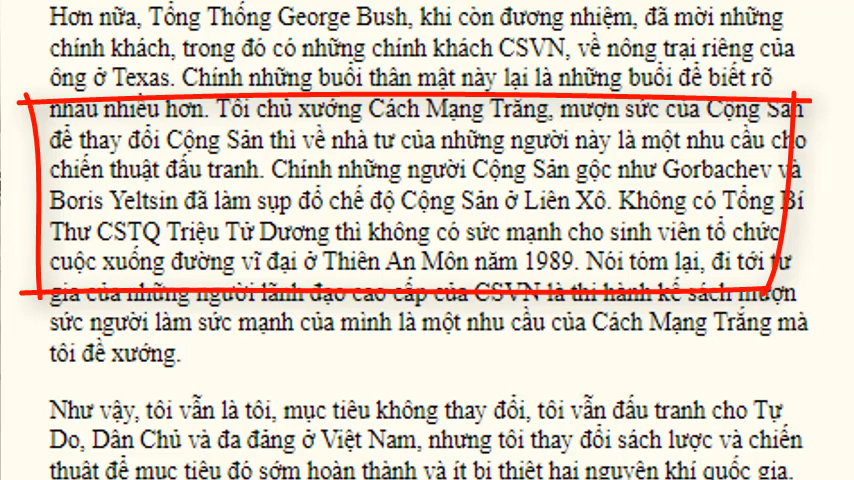 Hơn nữa, Tổng Thống George Bush, khi còn đương nhiệm, đã mời những
chính khách, trong đó có những chính khách CSVN, về nông trại riêng của
ông ở Texas. Chính những buổi thân mật này lại là những buổi để biết rõ
nhau nhiều hơn. Tôi chủ xướng Cách Mạng Trắng, mượn sức của Cộng Sản
để thay đổi Cộng Sản thì về nhà tư của những người này là một nhu cầu cho
chiến thuật đấu tranh. Chính những người Cộng Sản gộc như Gorbachev và
Boris Yeltsin đã làm sụp đổ chế độ Cộng Sản ở Liên Xô. Không có Tổng Bí
Thư CSTQ Triệu Tử Dương thì không có sức mạnh cho sinh viên tổ chức
cuộc xuống đường vĩ đại ở Thiên An Môn năm 1989. Nói tóm lại, đi tới tư
gia của những người lãnh đạo cao cấp của CSVN là thi hành kế sách mượn
sức người làm sức mạnh của mình là một nhu cầu của Cách Mạng Trắng mà
tôi đề xướng.
Như vậy, tôi vẫn là tôi, mục tiêu không thay đổi, tôi vẫn đấu tranh cho Tự
Do, Dân Chủ và đa đảng ở Việt Nam, nhưng tôi thay đổi sách lược và chiến
thuật để mục tiêu đó sớm hoàn thành và ít bị thiệt hại nguyên khí quốc gia.